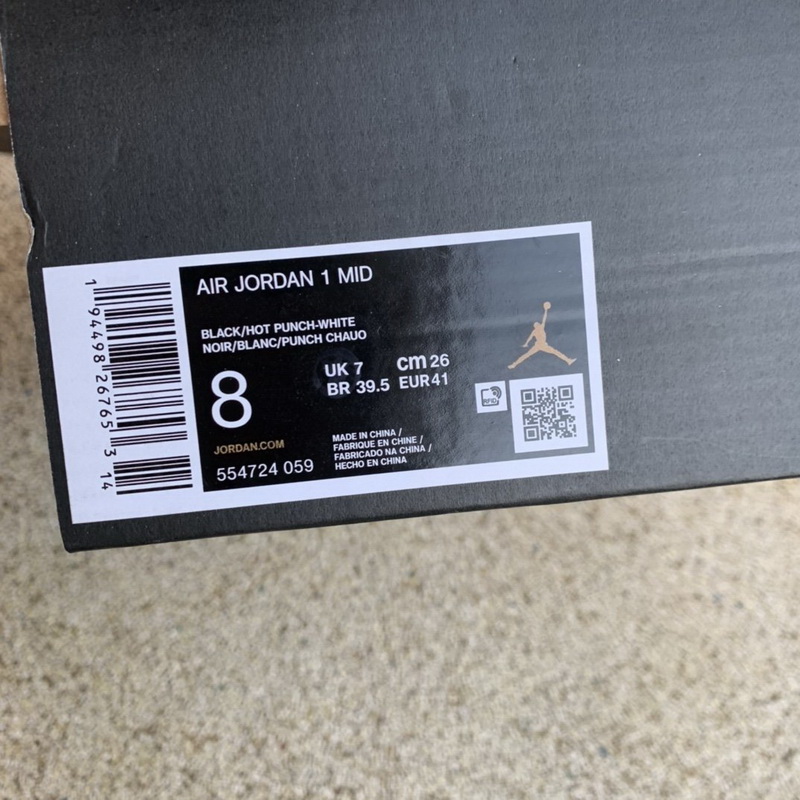 AIR JORDAN 1 MID
BLACK/HOT PUNCH-WHITE
NOIR/BLANC/PUNCH CHAUO
8
UK 7 cm 26
BR 39.5 EUR 41
JORDAN.COM
554724 059
MADE IN CHINA /
FABRIQUE EN CHINE /
FABRICADO NA CHINA /
HECHO EN CHINA
RFID
1 94498 26765 3 14